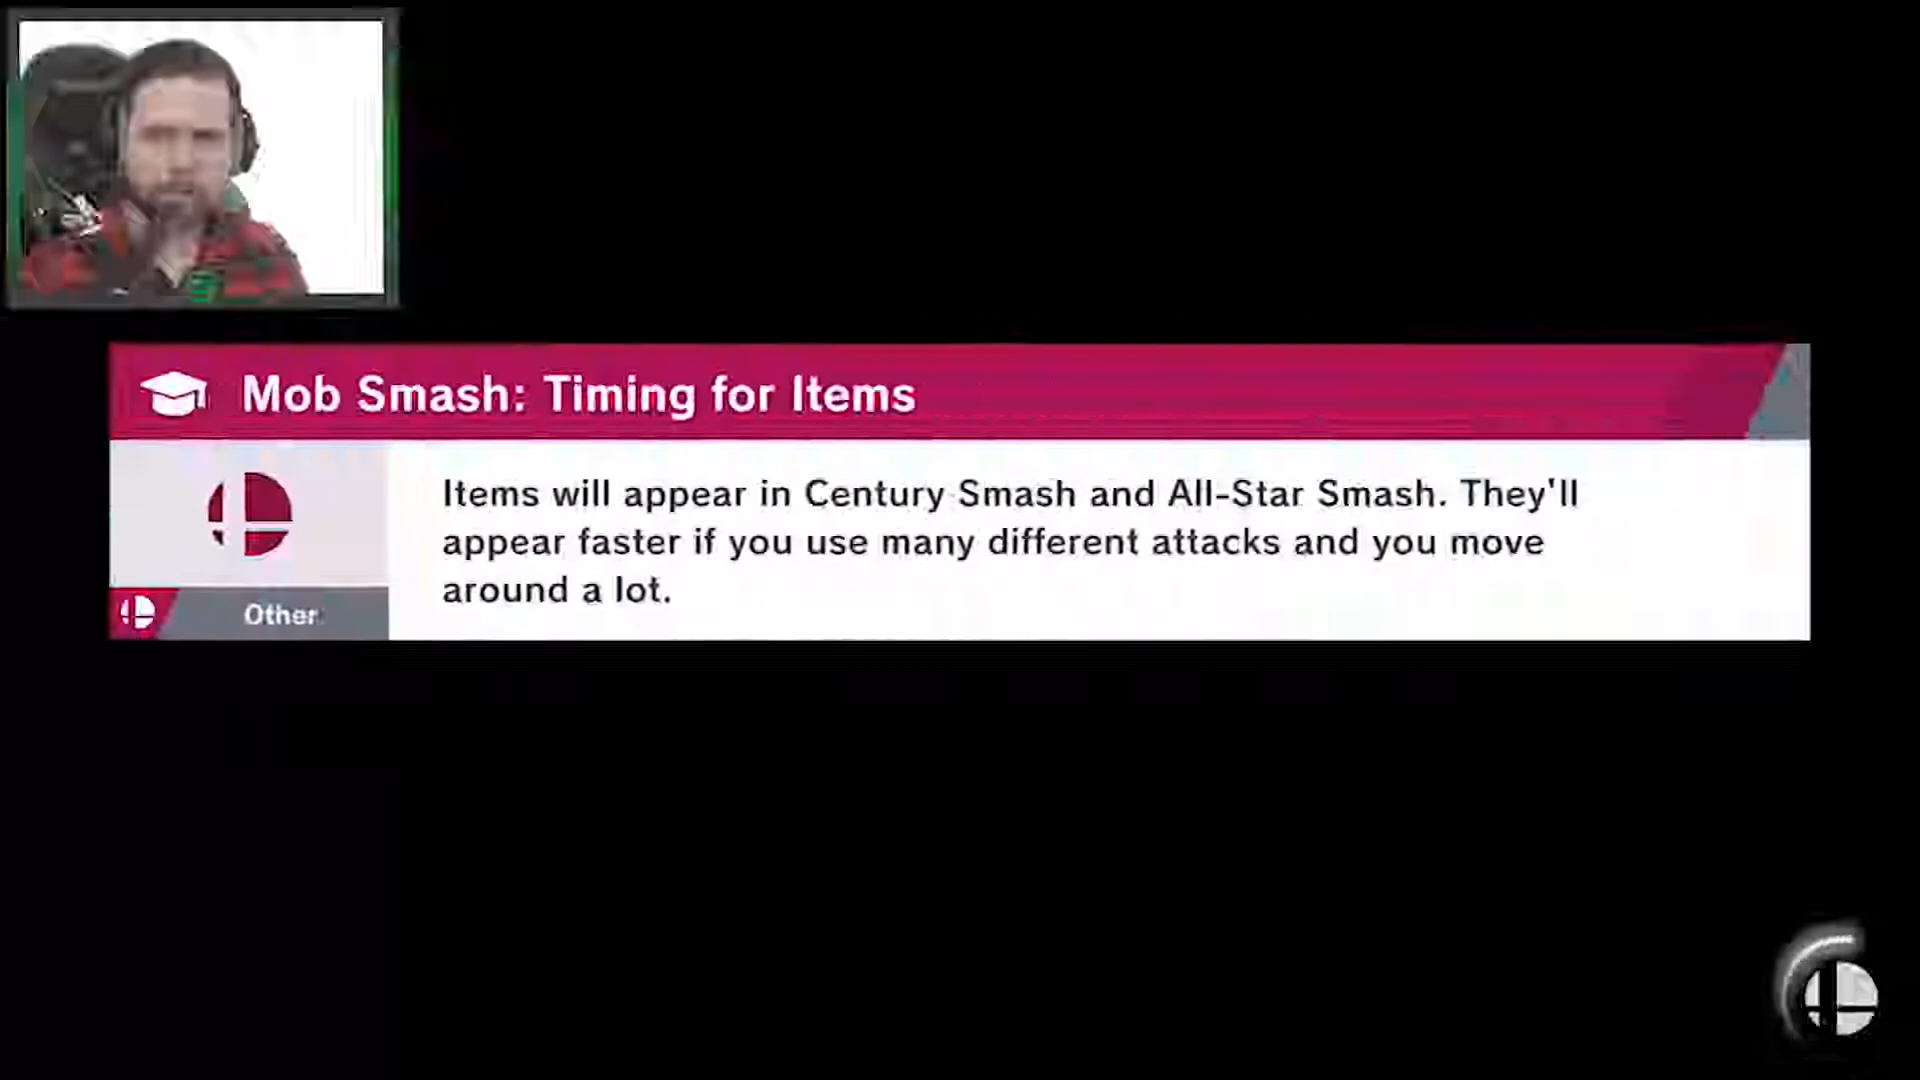 Mob Smash: Timing for Items
Items will appear in Century Smash and All-Star Smash. They'll
appear faster if you use many different attacks and you move
around a lot.
Other